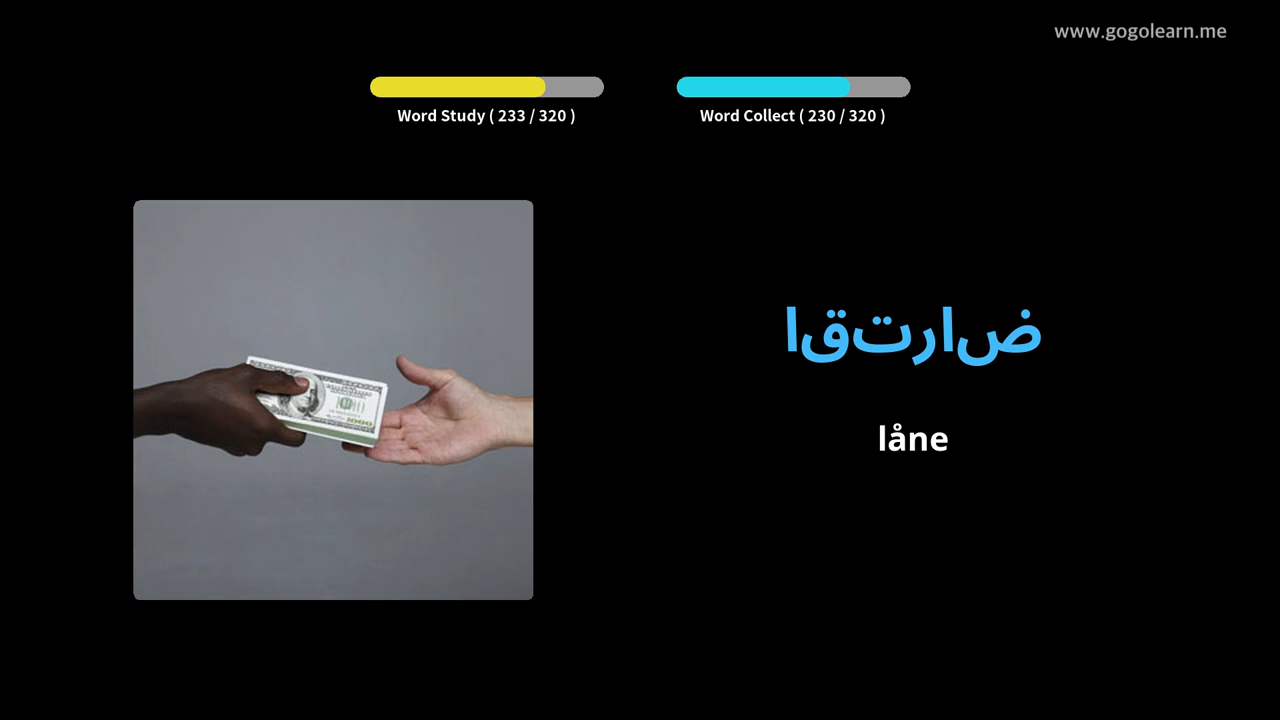 www.gogolearn.me
Word Study ( 233 / 320 )
Word Collect ( 230 / 320 )
اقتراض
låne